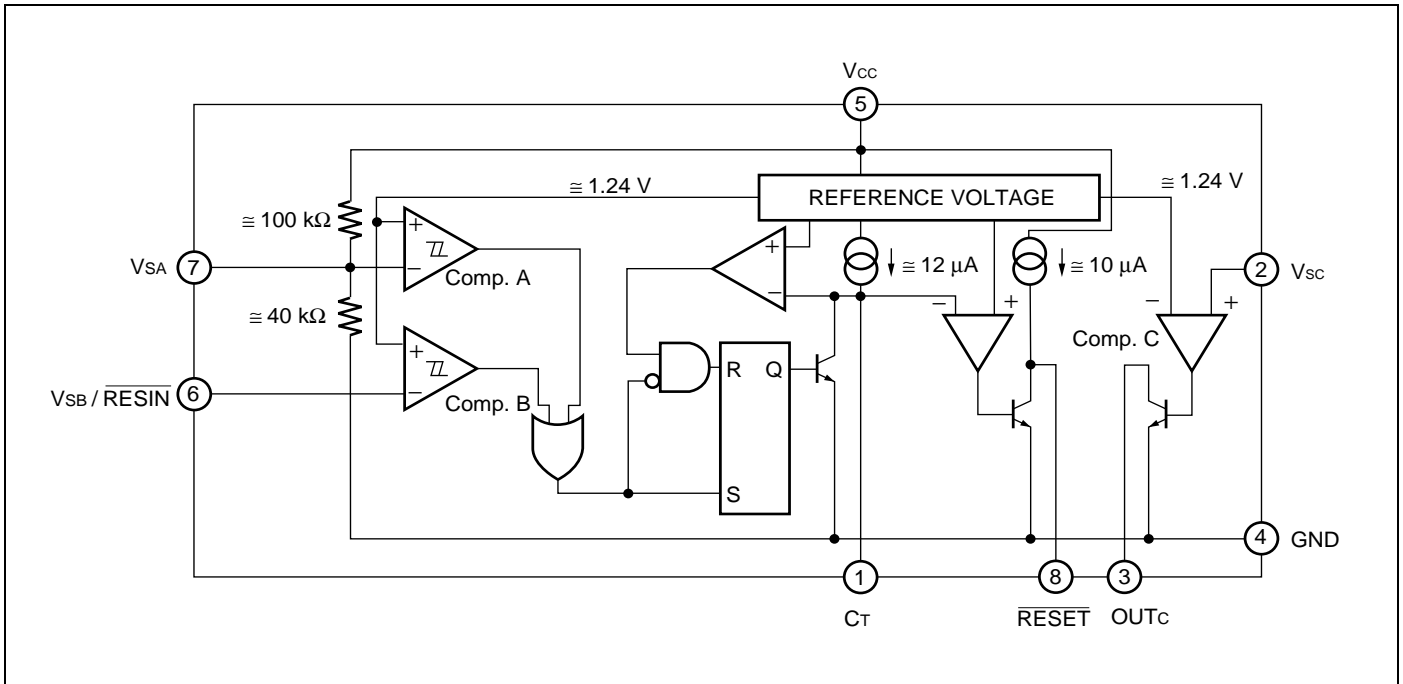 VCC
5
≅ 1.24 V
REFERENCE VOLTAGE
≅ 1.24 V
≅ 100 kΩ
+
−
Comp. A
+
−
≅ 12 μA
≅ 10 μA
VSA
7
2
VSC
−
+
−
+
≅ 40 kΩ
Comp. C
+
−
Comp. B
VSB / RESIN
6
R
Q
S
4
GND
1
8
3
CT
RESET
OUTC